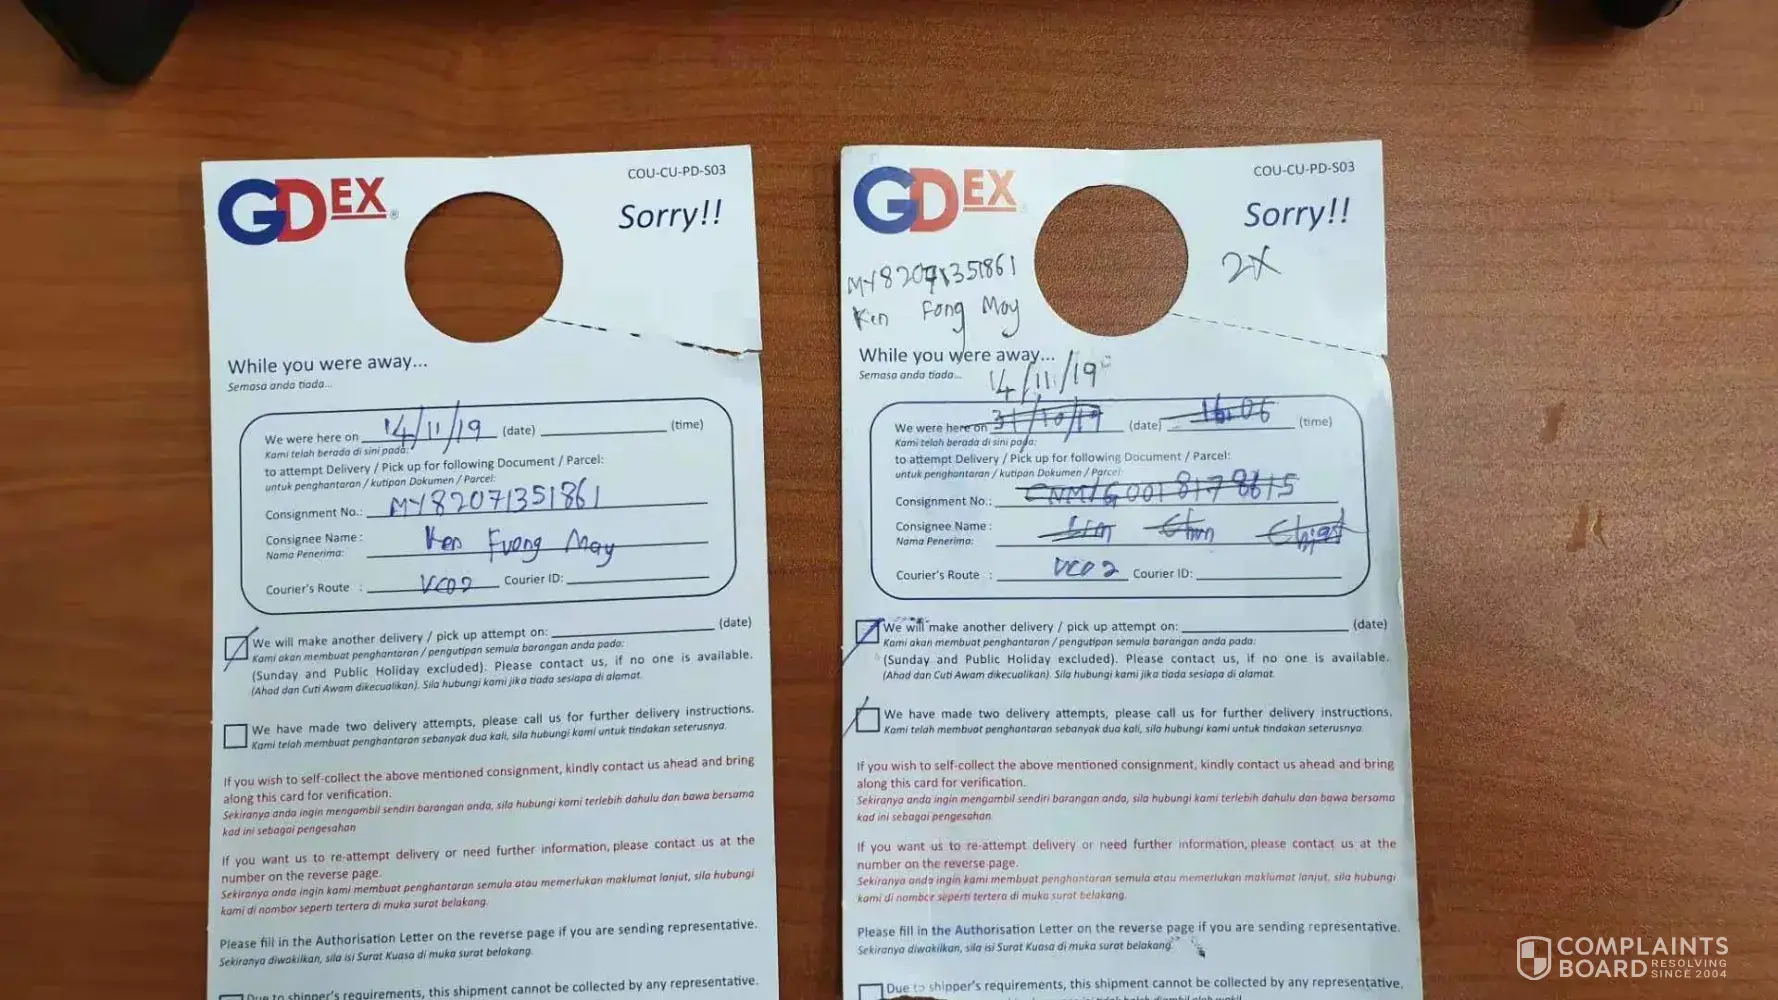 GDEX
COU-CU-PD-S03
Sorry!!
While you were away...
Semasa anda tiada...
We were here on 14/11/19 (date) (time)
Kami telah berada di sini pada:
to attempt Delivery / Pick up for following Document / Parcel:
untuk penghantaran / kutipan Dokumen / Parcel:
Consignment No.: MY82071351861
Consignee Name :
Nama Penerima: Ken Fuong May
Courier's Route : VC02 Courier ID:
We will make another delivery / pick up attempt on: (date)
Kami akan membuat penghantaran / pengutipan semula barangan anda pada:
(Sunday and Public Holiday excluded). Please contact us, if no one is available.
(Ahad dan Cuti Awam dikecualikan). Sila hubungi kami jika tiada sesiapa di alamat.
We have made two delivery attempts, please call us for further delivery instructions.
Kami telah membuat penghantaran sebanyak dua kali, sila hubungi kami untuk tindakan seterusnya.
If you wish to self-collect the above mentioned consignment, kindly contact us ahead and bring
along this card for verification.
Sekiranya anda ingin mengambil sendiri barangan anda, sila hubungi kami terlebih dahulu dan bawa bersama
kad ini sebagai pengesahan
If you want us to re-attempt delivery or need further information, please contact us at the
number on the reverse page.
Sekiranya anda ingin kami membuat penghantaran semula atau memerlukan maklumat lanjut, sila hubungi
kami di nombor seperti tertera di muka surat belakang.
Please fill in the Authorisation Letter on the reverse page if you are sending representative.
Sekiranya diwakilkan, sila isi Surat Kuasa di muka surat belakang.
Due to shipper's requirements, this shipment cannot be collected by any representative.
GDEX
COU-CU-PD-S03
Sorry!!
2X
MY82071351861
Ken Fong May
While you were away...
Semasa anda tiada...
14/11/19
We were here on 31/10/19 (date) 16:06 (time)
Kami telah berada di sini pada:
to attempt Delivery / Pick up for following Document / Parcel:
untuk penghantaran / kutipan Dokumen / Parcel:
Consignment No.:
Consignee Name :
Nama Penerima:
Courier's Route : VC02 Courier ID:
We will make another delivery / pick up attempt on: (date)
Kami akan membuat penghantaran / pengutipan semula barangan anda pada:
(Sunday and Public Holiday excluded). Please contact us, if no one is available.
(Ahad dan Cuti Awam dikecualikan). Sila hubungi kami jika tiada sesiapa di alamat.
We have made two delivery attempts, please call us for further delivery instructions.
Kami telah membuat penghantaran sebanyak dua kali, sila hubungi kami untuk tindakan seterusnya.
If you wish to self-collect the above mentioned consignment, kindly contact us ahead and bring
along this card for verification.
Sekiranya anda ingin mengambil sendiri barangan anda, sila hubungi kami terlebih dahulu dan bawa bersama
kad ini sebagai pengesahan.
If you want us to re-attempt delivery or need further information, please contact us at the
number on the reverse page.
Sekiranya anda ingin kami membuat penghantaran semula atau memerlukan maklumat lanjut, sila hubungi
kami di nombor seperti tertera di muka surat belakang.
Please fill in the Authorisation Letter on the reverse page if you are sending representative.
Sekiranya diwakilkan, sila isi Surat Kuasa di muka surat belakang.
Due to shipper's requirements, this shipment cannot be collected by any representative.
COMPLAINTS
BOARD RESOLVING SINCE 2004